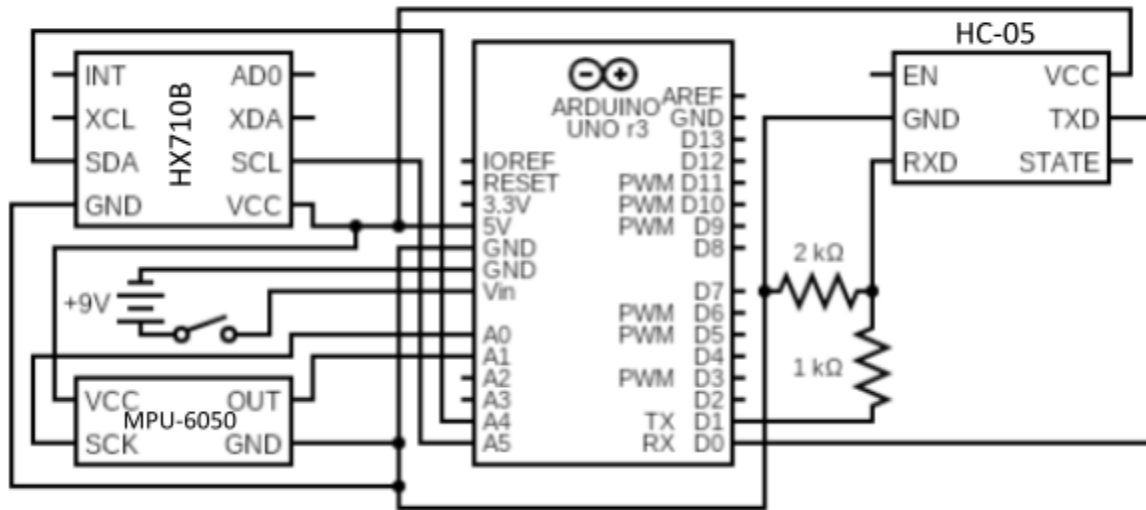 HC-05
HX710B
INT
XCL
SDA
GND
AD0
XDA
SCL
VCC
ARDUINO
UNO r3
IOREF
RESET
3.3V
5V
GND
GND
Vin
A0
A1
A2
A3
A4
A5
AREF
GND
D13
D12
PWM D11
PWM D10
PWM D9
D8
D7
PWM D6
PWM D5
D4
PWM D3
D2
TX D1
RX D0
EN
GND
RXD
VCC
TXD
STATE
2 kΩ
1 kΩ
+9V
VCC OUT
MPU-6050
SCK GND